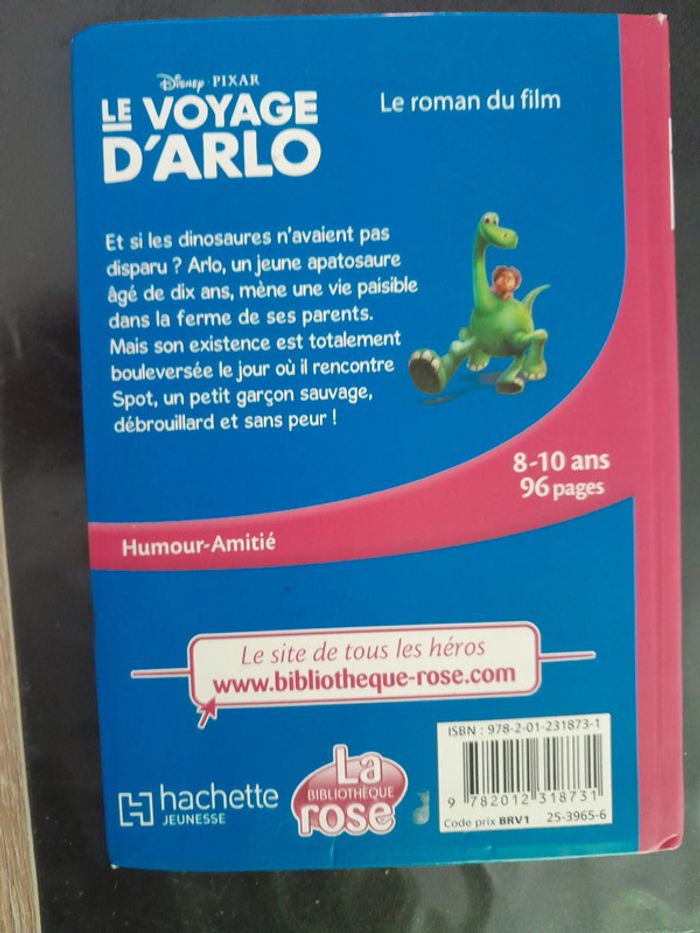 Disney · PIXAR
LE VOYAGE
D'ARLO
Le roman du film
Et si les dinosaures n'avaient pas
disparu ? Arlo, un jeune apatosaure
âgé de dix ans, mène une vie paisible
dans la ferme de ses parents.
Mais son existence est totalement
bouleversée le jour où il rencontre
Spot, un petit garçon sauvage,
débrouillard et sans peur !
8-10 ans
96 pages
Humour-Amitié
Le site de tous les héros
www.bibliotheque-rose.com
hachette
JEUNESSE
La
BIBLIOTHÈQUE
rose
ISBN : 978-2-01-231873-1
9 782012 318731
Code prix BRV1 25-3965-6